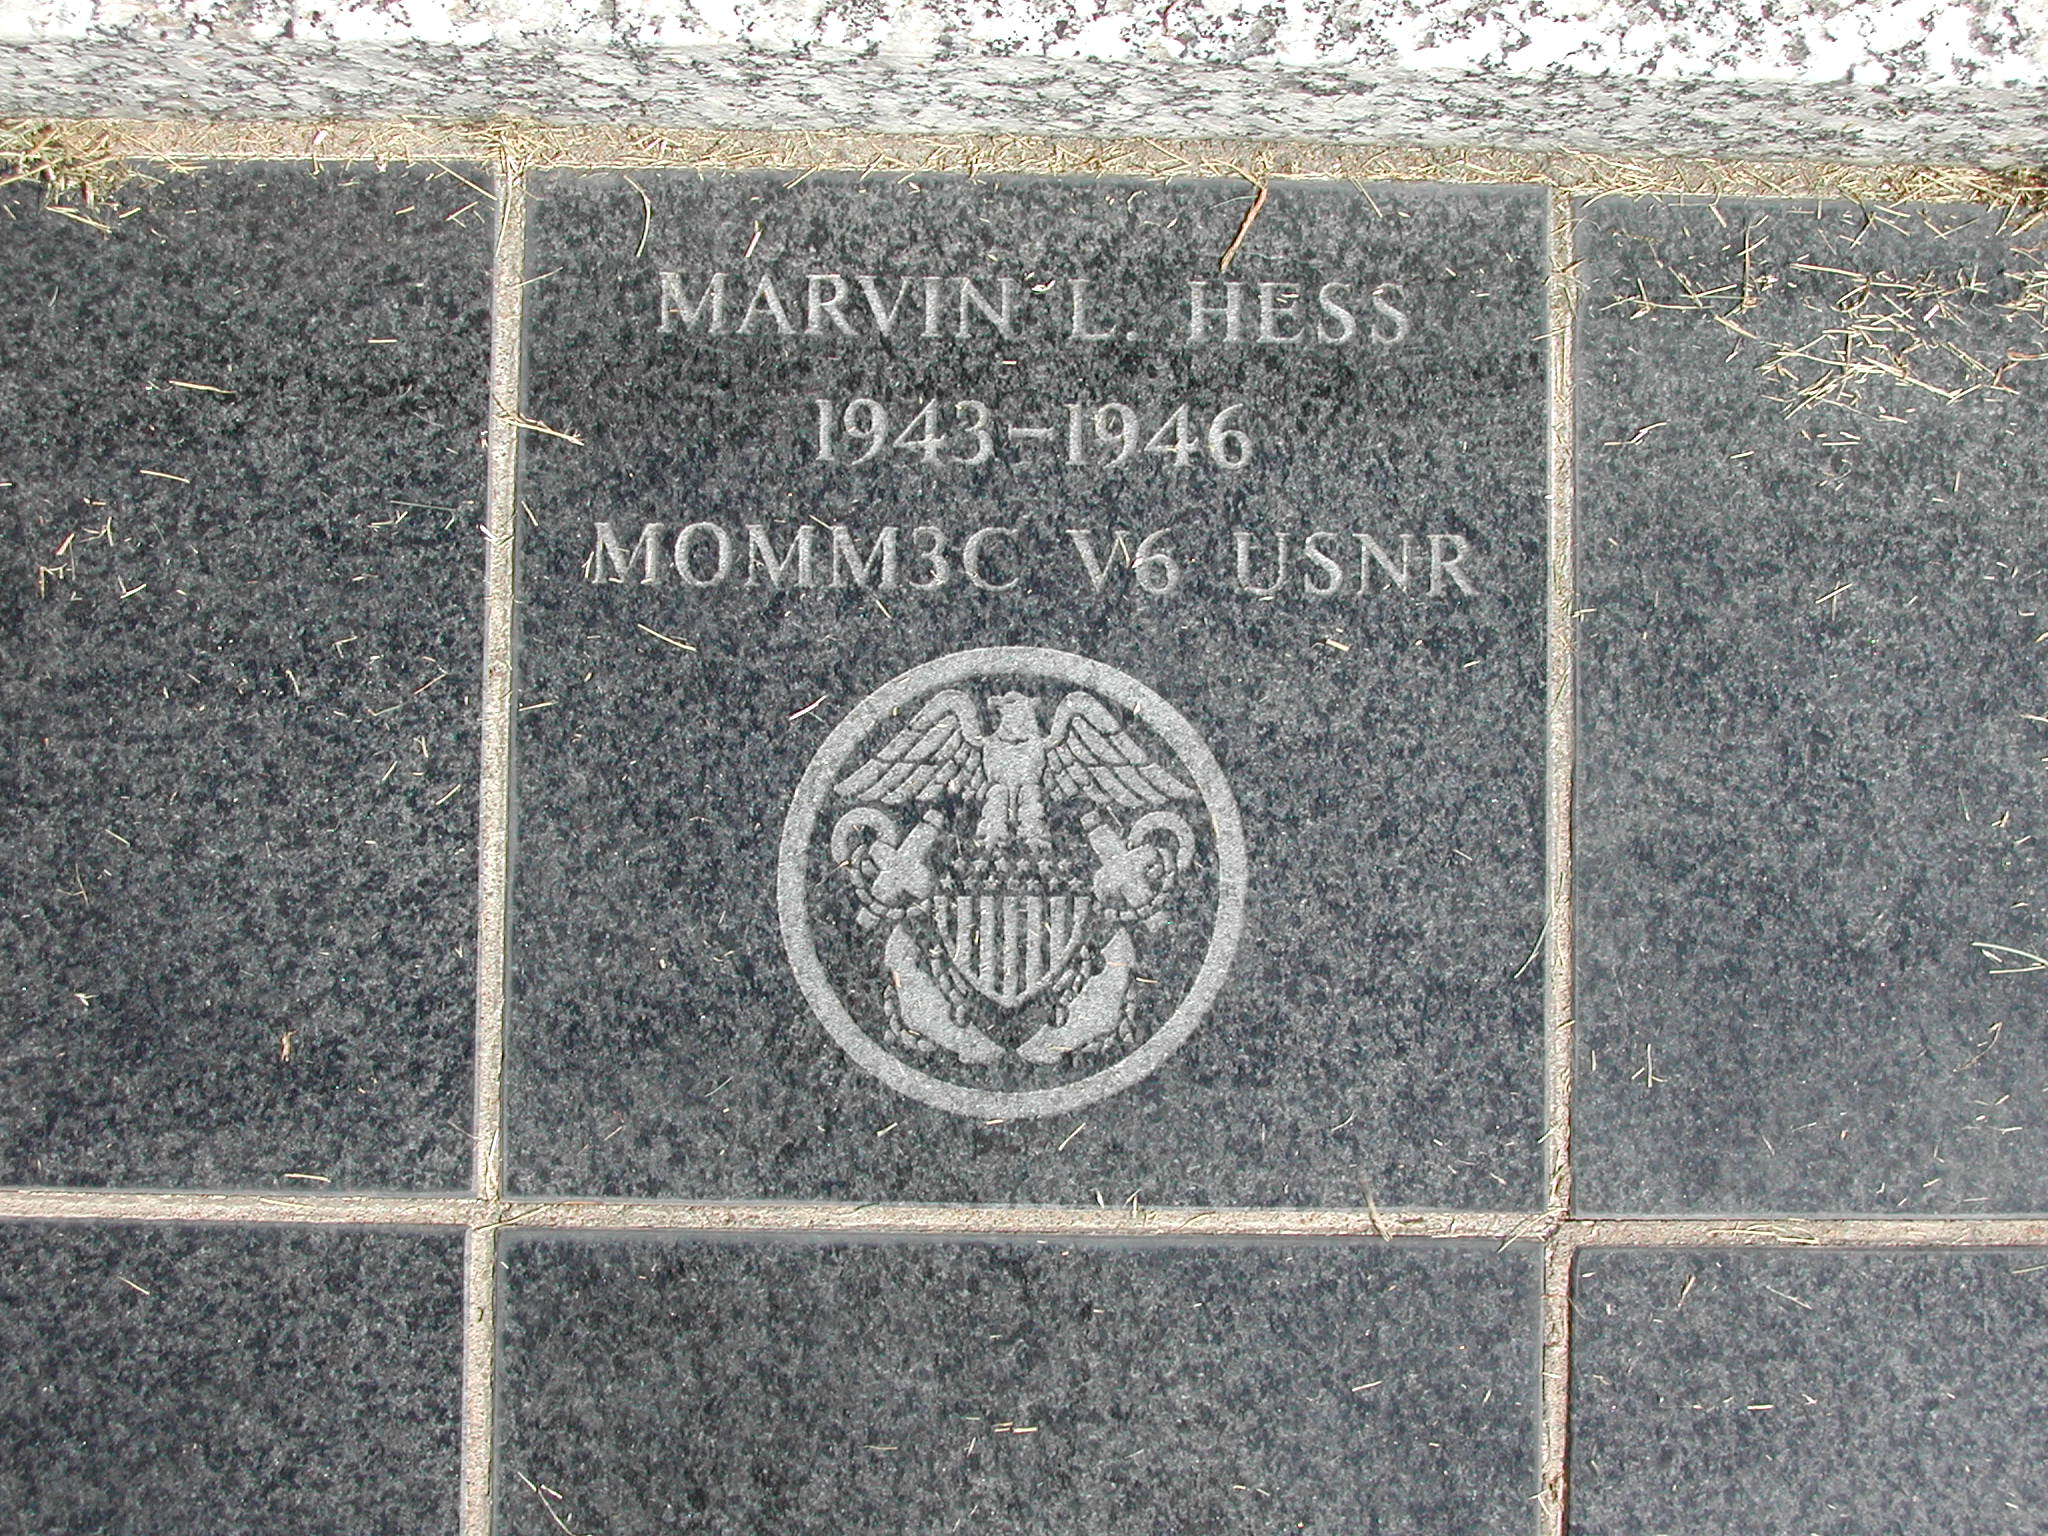 MARVIN L. HESS
1943-1946
MOMM3C V6 USNR